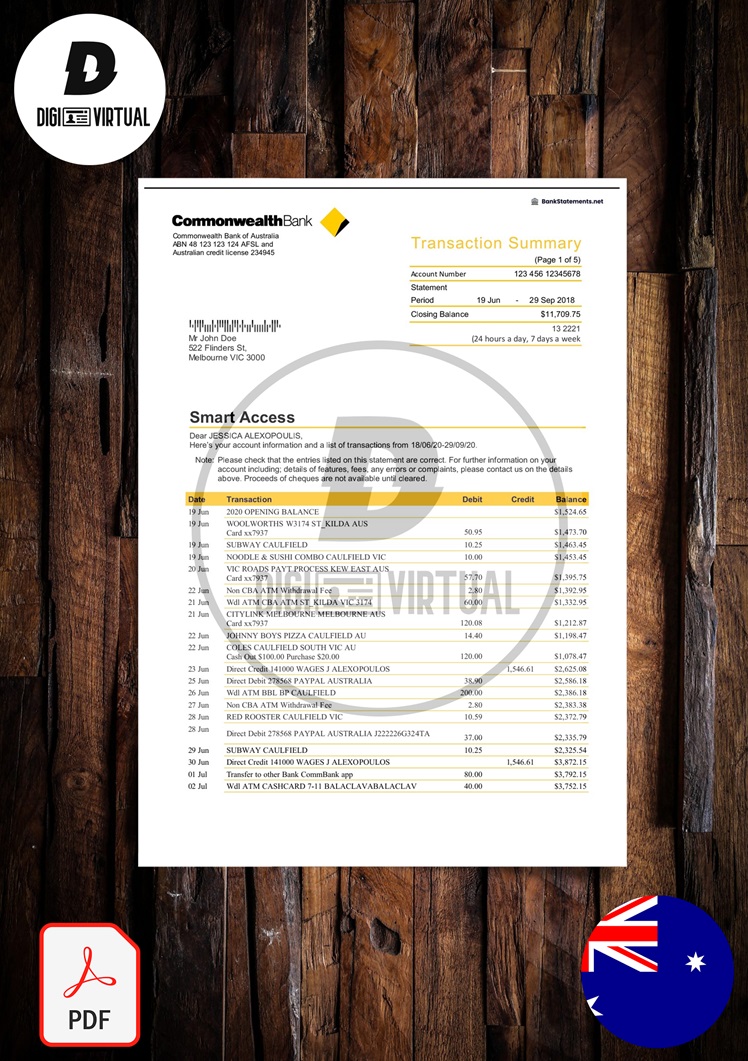 D
DIGI VIRTUAL
BankStatements.net
CommonwealthBank
Commonwealth Bank of Australia
ABN 48 123 123 124 AFSL and
Australian credit license 234945
Transaction Summary
(Page 1 of 5)
Account Number 123 456 12345678
Statement
Period 19 Jun - 29 Sep 2018
Closing Balance $11,709.75
13 2221
(24 hours a day, 7 days a week
Mr John Doe
522 Flinders St,
Melbourne VIC 3000
Smart Access
Dear JESSICA ALEXOPOULIS,
Here's your account information and a list of transactions from 18/06/20-29/09/20.
Note: Please check that the entries listed on this statement are correct. For further information on your
account including; details of features, fees, any errors or complaints, please contact us on the details
above. Proceeds of cheques are not available until cleared.
Date Transaction Debit Credit Balance
19 Jun 2020 OPENING BALANCE $1,524.65
19 Jun WOOLWORTHS W3174 ST_KILDA AUS
Card xx7937 50.95 $1,473.70
19 Jun SUBWAY CAULFIELD 10.25 $1,463.45
19 Jun NOODLE & SUSHI COMBO CAULFIELD VIC 10.00 $1,453.45
20 Jun VIC ROADS PAYT PROCESS KEW EAST AUS
Card xx7937 57.70 $1,395.75
22 Jun Non CBA ATM Withdrawal Fee 2.80 $1,392.95
21 Jun Wdl ATM CBA ATM ST_KILDA VIC 3174 60.00 $1,332.95
21 Jun CITYLINK MELBOURNE MELBOURNE AUS
Card xx7937 120.08 $1,212.87
22 Jun JOHNNY BOYS PIZZA CAULFIELD AU 14.40 $1,198.47
22 Jun COLES CAULFIELD SOUTH VIC AU
Cash Out $100.00 Purchase $20.00 120.00 $1,078.47
23 Jun Direct Credit 141000 WAGES J ALEXOPOULOS 1,546.61 $2,625.08
25 Jun Direct Debit 278568 PAYPAL AUSTRALIA 38.90 $2,586.18
26 Jun Wdl ATM BBL BP CAULFIELD 200.00 $2,386.18
27 Jun Non CBA ATM Withdrawal Fee 2.80 $2,383.38
28 Jun RED ROOSTER CAULFIELD VIC 10.59 $2,372.79
28 Jun Direct Debit 278568 PAYPAL AUSTRALIA J222226G324TA 37.00 $2,335.79
29 Jun SUBWAY CAULFIELD 10.25 $2,325.54
30 Jun Direct Credit 141000 WAGES J ALEXOPOULOS 1,546.61 $3,872.15
01 Jul Transfer to other Bank CommBank app 80.00 $3,792.15
02 Jul Wdl ATM CASHCARD 7-11 BALACLAVABALACLAV 40.00 $3,752.15
D
DIGI VIRTUAL
PDF